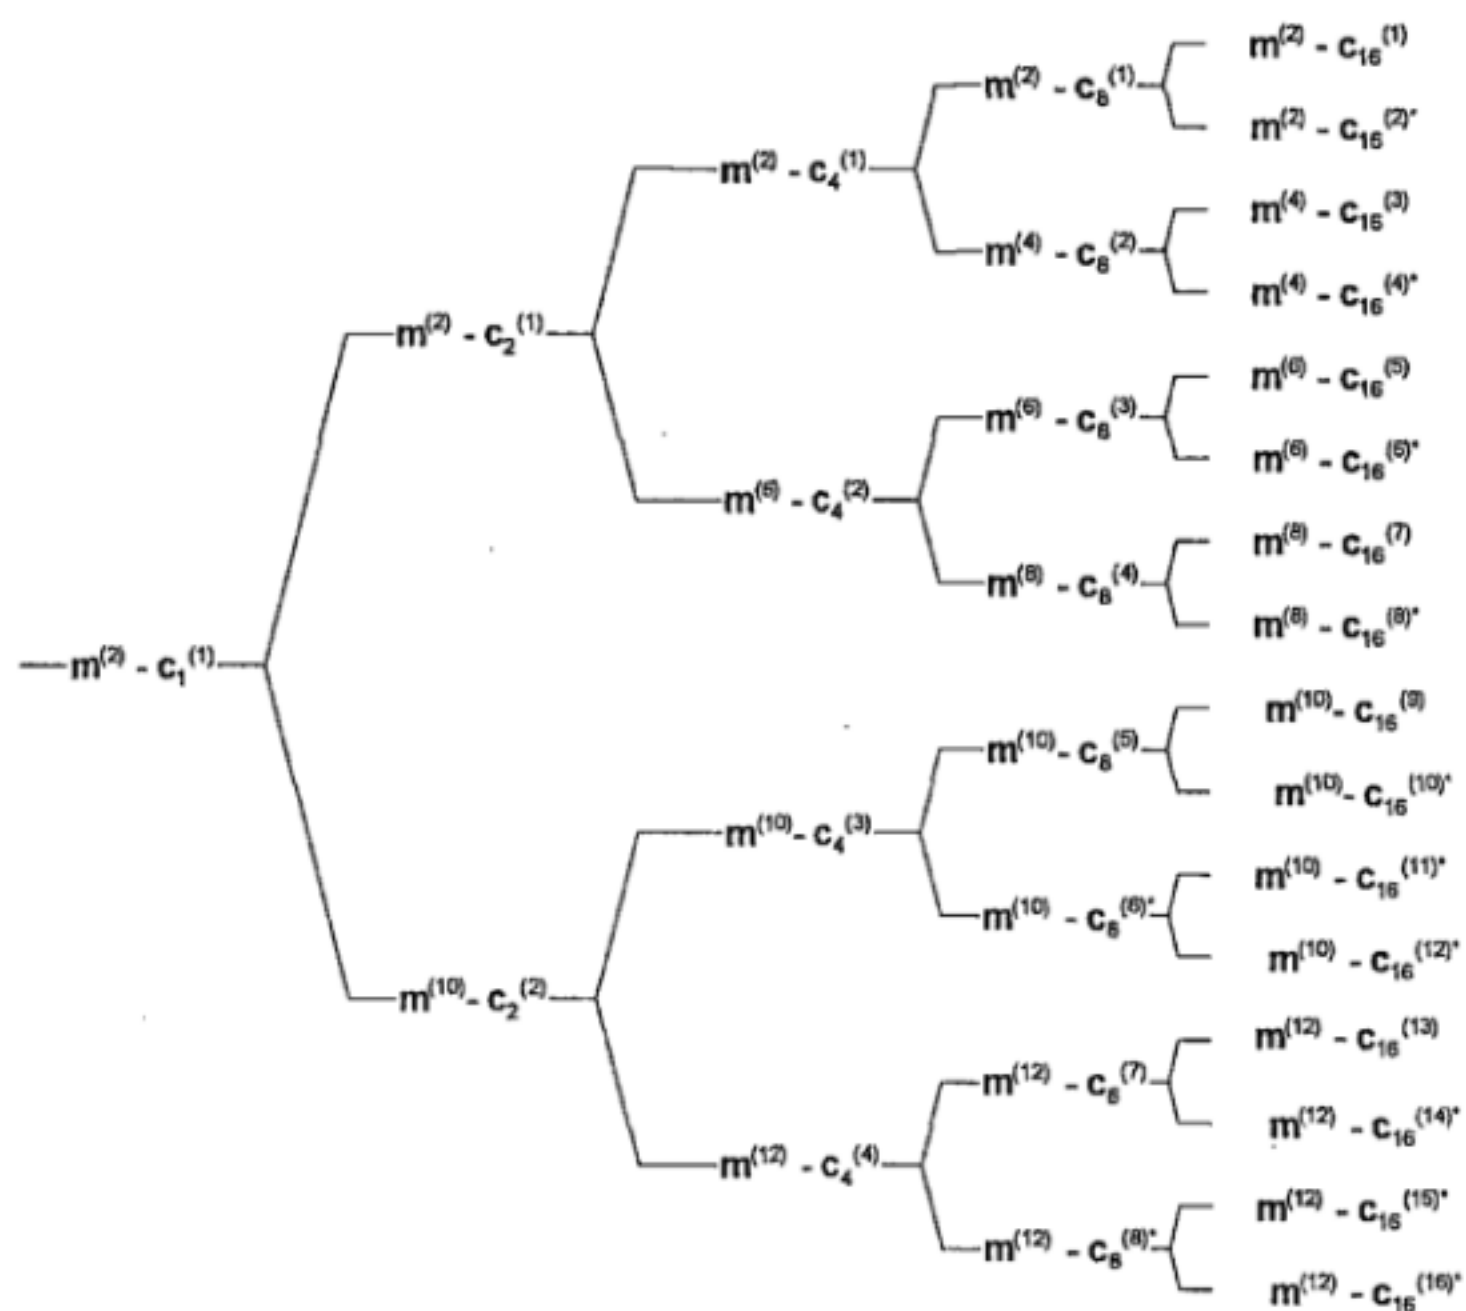 m⁽²⁾ - c₁⁽¹⁾
m⁽²⁾ - c₂⁽¹⁾
m⁽¹⁰⁾ - c₂⁽²⁾
m⁽²⁾ - c₄⁽¹⁾
m⁽⁶⁾ - c₄⁽²⁾
m⁽¹⁰⁾ - c₄⁽³⁾
m⁽¹²⁾ - c₄⁽⁴⁾
m⁽²⁾ - c₈⁽¹⁾
m⁽⁴⁾ - c₈⁽²⁾
m⁽⁶⁾ - c₈⁽³⁾
m⁽⁸⁾ - c₈⁽⁴⁾
m⁽¹⁰⁾ - c₈⁽⁵⁾
m⁽¹⁰⁾ - c₈⁽⁶⁾*
m⁽¹²⁾ - c₈⁽⁷⁾
m⁽¹²⁾ - c₈⁽⁸⁾*
m⁽²⁾ - c₁₆⁽¹⁾
m⁽²⁾ - c₁₆⁽²⁾*
m⁽⁴⁾ - c₁₆⁽³⁾
m⁽⁴⁾ - c₁₆⁽⁴⁾*
m⁽⁶⁾ - c₁₆⁽⁵⁾
m⁽⁶⁾ - c₁₆⁽⁶⁾*
m⁽⁸⁾ - c₁₆⁽⁷⁾
m⁽⁸⁾ - c₁₆⁽⁸⁾*
m⁽¹⁰⁾ - c₁₆⁽⁹⁾
m⁽¹⁰⁾ - c₁₆⁽¹⁰⁾*
m⁽¹⁰⁾ - c₁₆⁽¹¹⁾*
m⁽¹⁰⁾ - c₁₆⁽¹²⁾*
m⁽¹²⁾ - c₁₆⁽¹³⁾
m⁽¹²⁾ - c₁₆⁽¹⁴⁾*
m⁽¹²⁾ - c₁₆⁽¹⁵⁾*
m⁽¹²⁾ - c₁₆⁽¹⁶⁾*